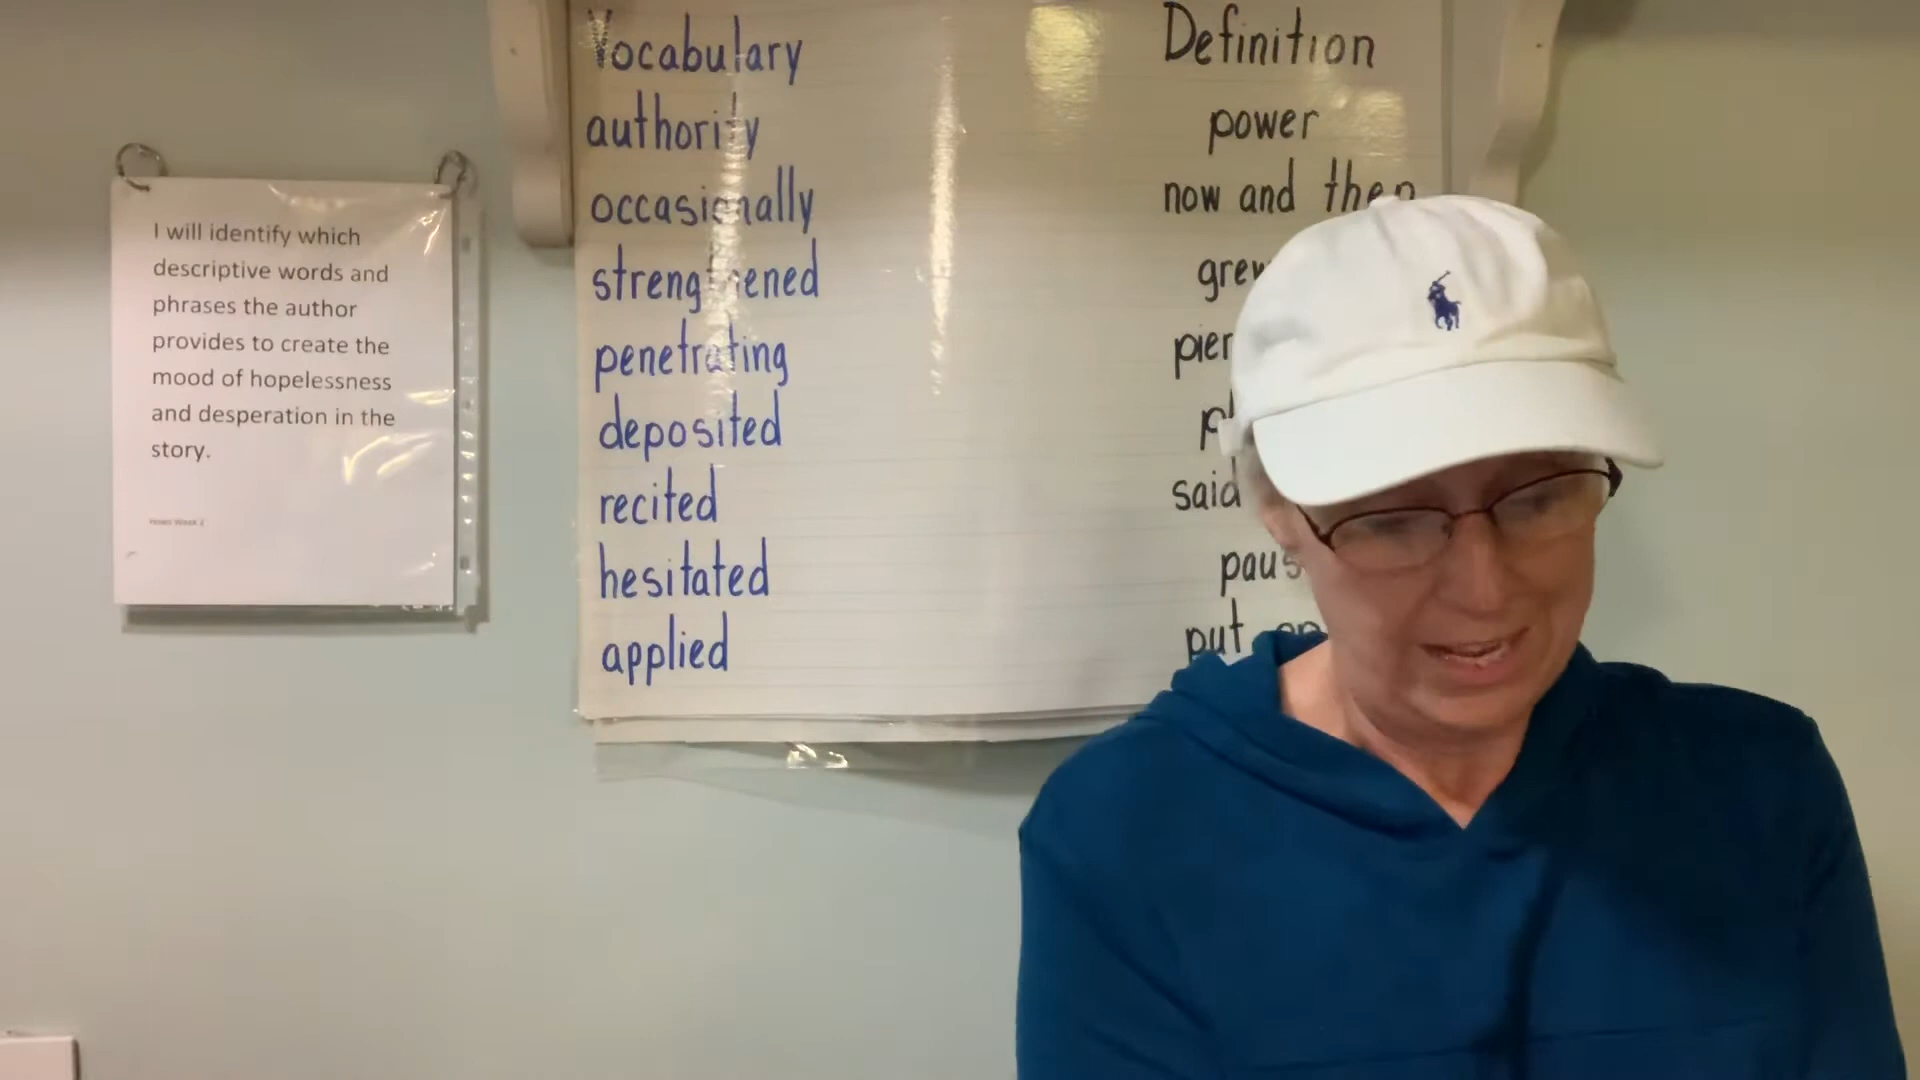 I will identify which
descriptive words and
phrases the author
provides to create the
mood of hopelessness
and desperation in the
story.
Vocabulary Definition
authority power
occasionally now and then
strengthened
penetrating
deposited
recited said
hesitated
applied put